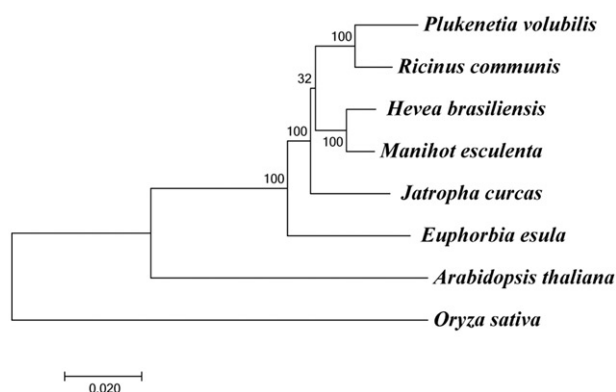 Plukenetia volubilis
100
Ricinus communis
32
Hevea brasiliensis
100
100
Manihot esculenta
100
Jatropha curcas
Euphorbia esula
Arabidopsis thaliana
Oryza sativa
0.020